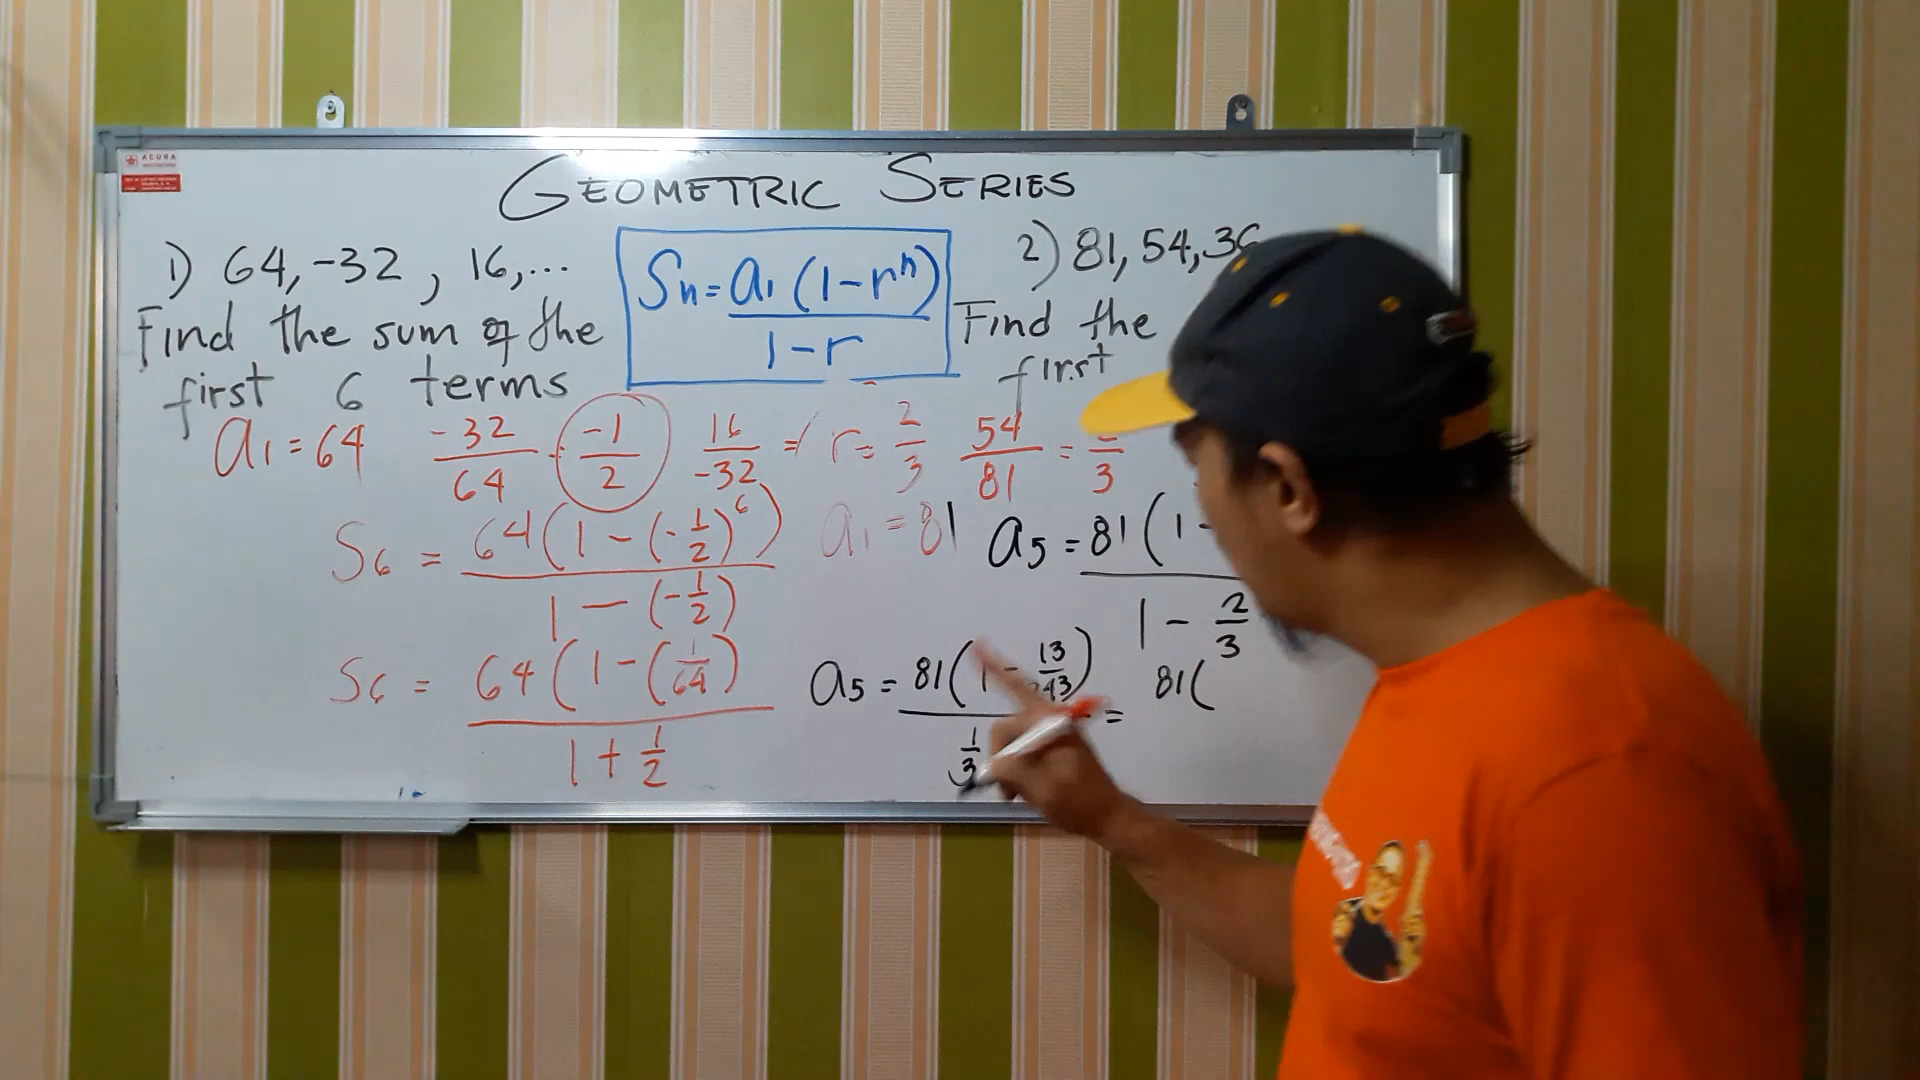 ACURA
GEOMETRIC SERIES
1) 64, -32, 16, ...
Find the sum of the
first 6 terms
Sn = a1 (1-r^n) / 1-r
2) 81, 54, 36
Find the
first
a1 = 64 -32/64 -1/2 16/-32 =
r = 2/3 54/81 = /3
S6 = 64(1-(-1/2)^6) / 1-(-1/2)
a1 = 81
a5 = 81(1- / 1 - 2/3
S6 = 64(1-(1/64) / 1+1/2
a5 = 81(1-13/243) / 1/3 = 81(